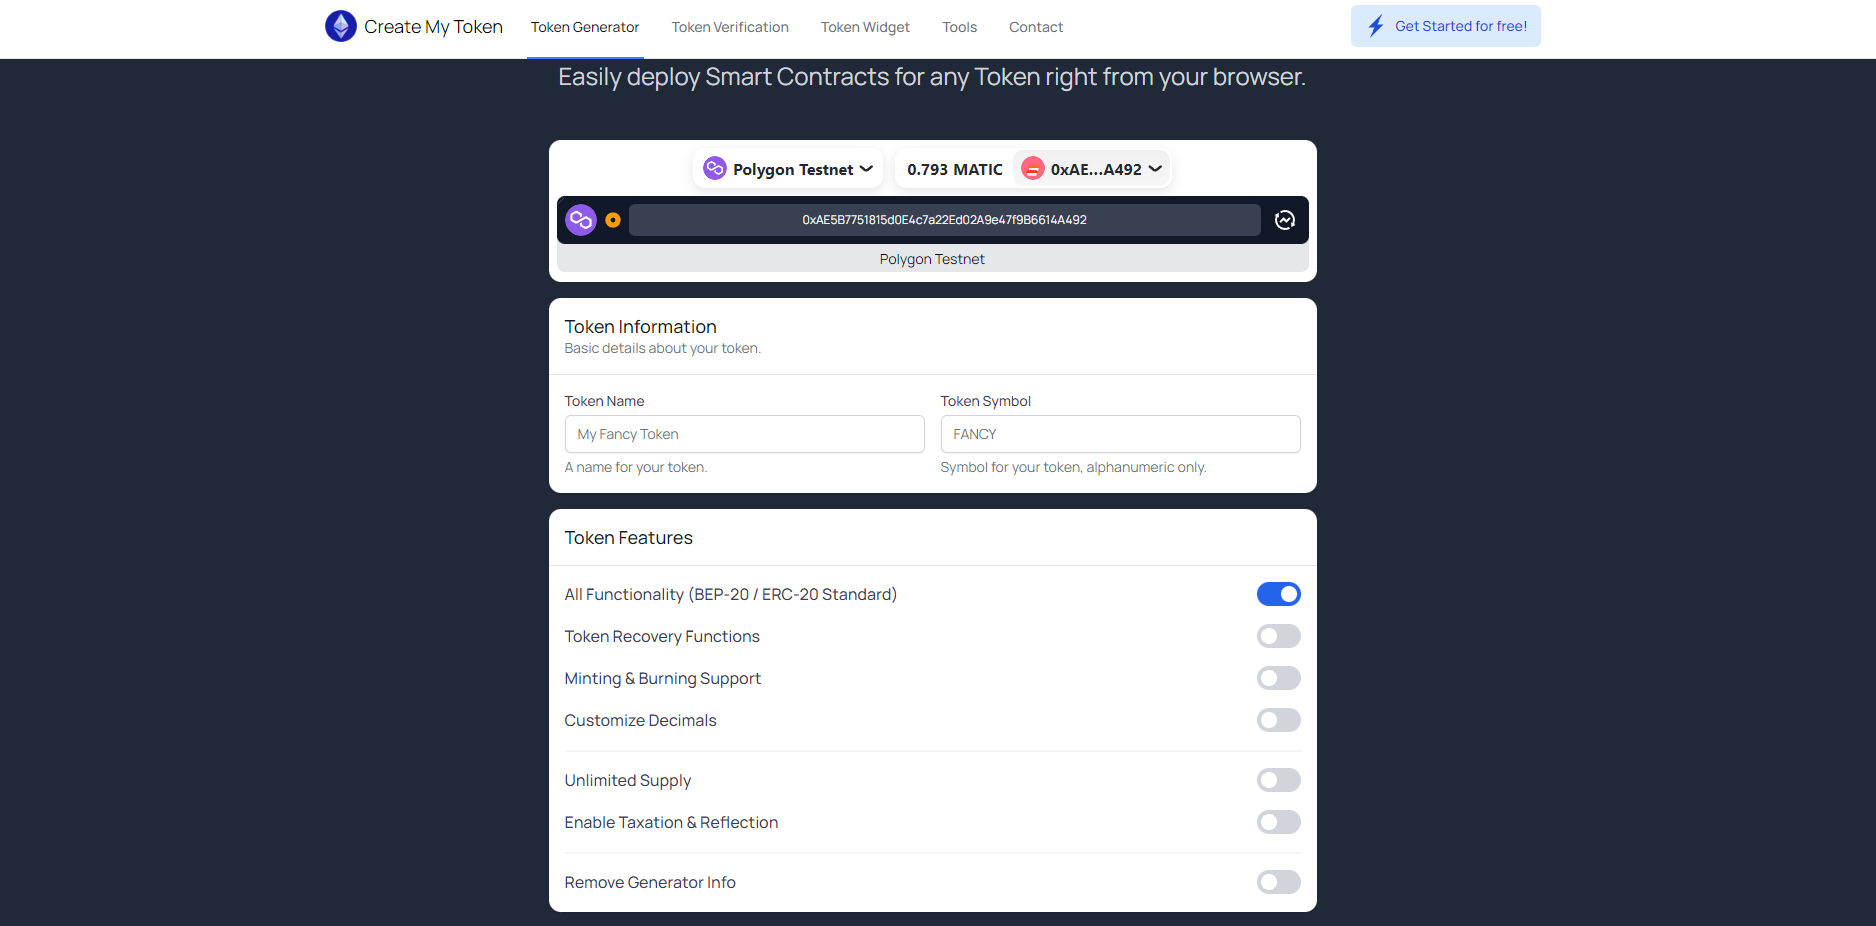 Create My Token
Token Generator
Token Verification
Token Widget
Tools
Contact
Get Started for free!
Easily deploy Smart Contracts for any Token right from your browser.
Polygon Testnet
0.793 MATIC
0xAE...A492
0xAE5B7751815d0E4c7a22Ed02A9e47f9B6614A492
Polygon Testnet
Token Information
Basic details about your token.
Token Name
Token Symbol
My Fancy Token
FANCY
A name for your token.
Symbol for your token, alphanumeric only.
Token Features
All Functionality (BEP-20 / ERC-20 Standard)
Token Recovery Functions
Minting & Burning Support
Customize Decimals
Unlimited Supply
Enable Taxation & Reflection
Remove Generator Info